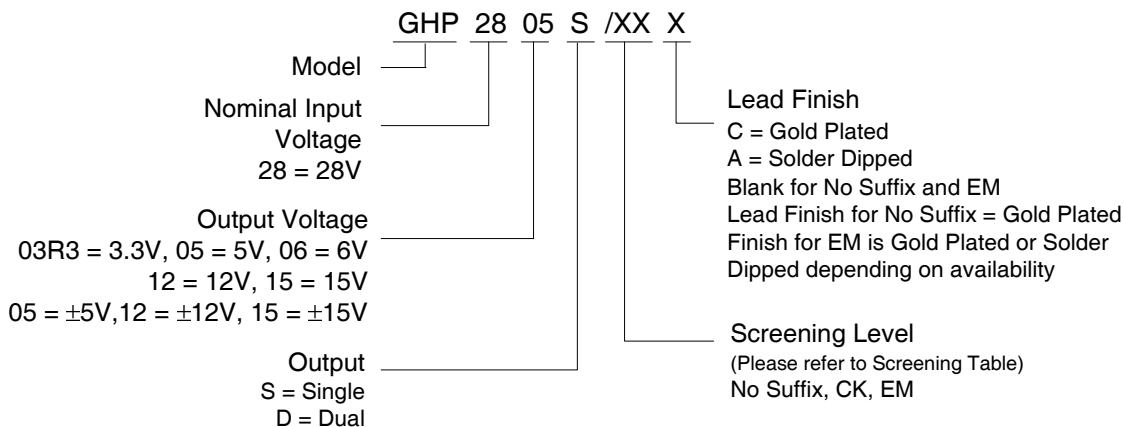 GHP 28 05 S /XX X
Model
Nominal Input
Voltage
28 = 28V
Output Voltage
03R3 = 3.3V, 05 = 5V, 06 = 6V
12 = 12V, 15 = 15V
05 = ±5V,12 = ±12V, 15 = ±15V
Output
S = Single
D = Dual
Lead Finish
C = Gold Plated
A = Solder Dipped
Blank for No Suffix and EM
Lead Finish for No Suffix = Gold Plated
Finish for EM is Gold Plated or Solder
Dipped depending on availability
Screening Level
(Please refer to Screening Table)
No Suffix, CK, EM